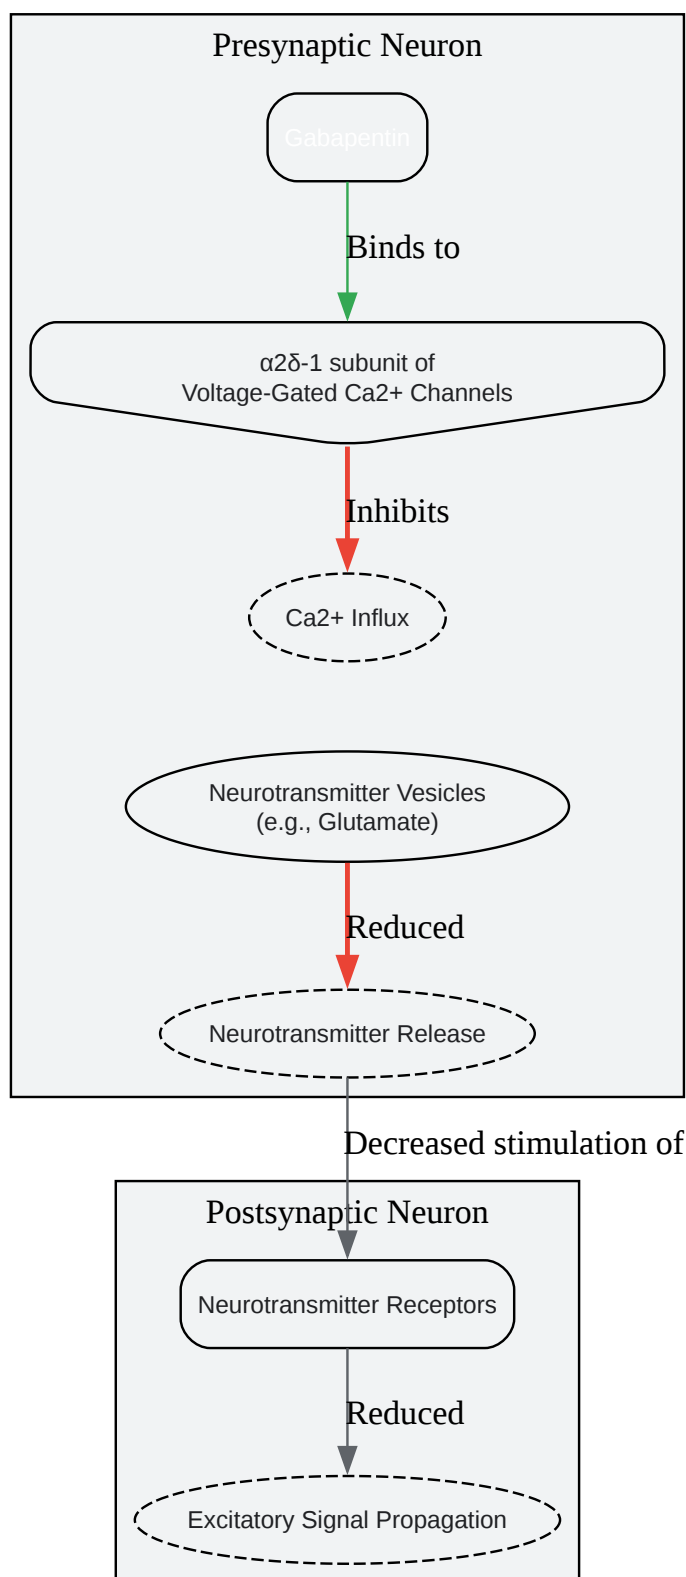 Presynaptic Neuron
Gabapentin
Binds to
α2δ-1 subunit of
Voltage-Gated Ca2+ Channels
Inhibits
Ca2+ Influx
Neurotransmitter Vesicles
(e.g., Glutamate)
Reduced
Neurotransmitter Release
Decreased stimulation of
Postsynaptic Neuron
Neurotransmitter Receptors
Reduced
Excitatory Signal Propagation